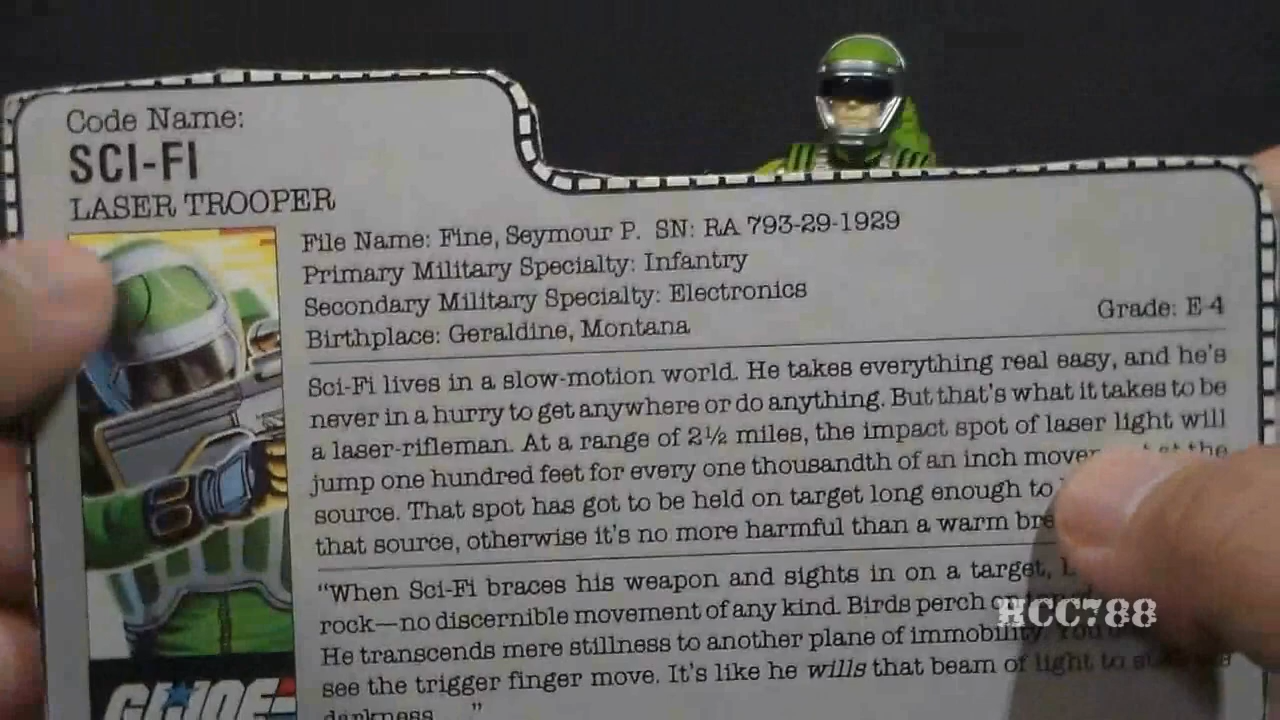 Code Name:
SCI-FI
LASER TROOPER
File Name: Fine, Seymour P. SN: RA 793-29-1929
Primary Military Specialty: Infantry
Secondary Military Specialty: Electronics
Birthplace: Geraldine, Montana
Grade: E-4
Sci-Fi lives in a slow-motion world. He takes everything real easy, and he's
never in a hurry to get anywhere or do anything. But that's what it takes to be
a laser-rifleman. At a range of 2½ miles, the impact spot of laser light will
jump one hundred feet for every one thousandth of an inch the
source. That spot has got to be held on target long enough to
that source, otherwise it's no more harmful than a warm
"When Sci-Fi braces his weapon and sights in on a target,
rock—no discernible movement of any kind. Birds perch
He transcends mere stillness to another plane of immobility.
see the trigger finger move. It's like he wills that beam of light to
darkness ..."
GI JOE
HCC788